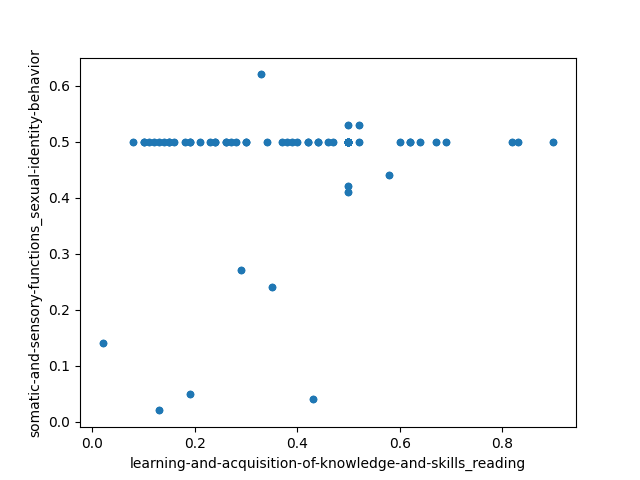 somatic-and-sensory-functions_sexual-identity-behavior
0.6
0.5
0.4
0.3
0.2
0.1
0.0
0.0 0.2 0.4 0.6 0.8
learning-and-acquisition-of-knowledge-and-skills_reading